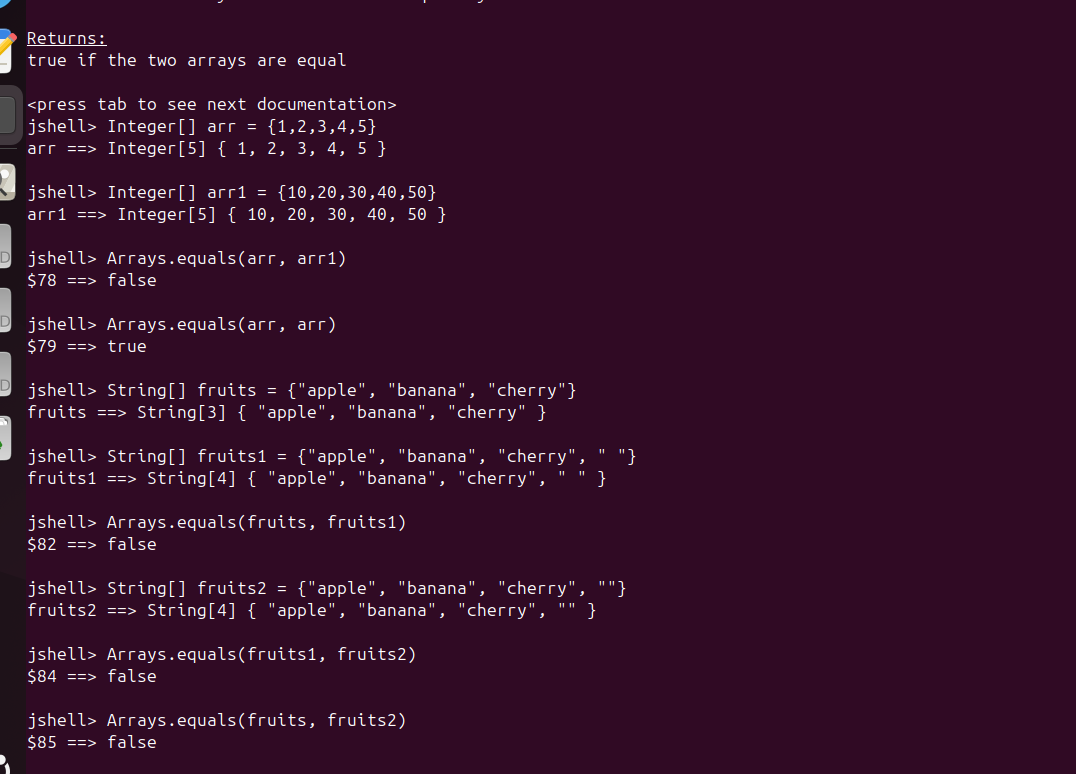 Returns:
true if the two arrays are equal
<press tab to see next documentation>
jshell> Integer[] arr = {1,2,3,4,5}
arr ==> Integer[5] { 1, 2, 3, 4, 5 }
jshell> Integer[] arr1 = {10,20,30,40,50}
arr1 ==> Integer[5] { 10, 20, 30, 40, 50 }
jshell> Arrays.equals(arr, arr1)
$78 ==> false
jshell> Arrays.equals(arr, arr)
$79 ==> true
jshell> String[] fruits = {"apple", "banana", "cherry"}
fruits ==> String[3] { "apple", "banana", "cherry" }
jshell> String[] fruits1 = {"apple", "banana", "cherry", " "}
fruits1 ==> String[4] { "apple", "banana", "cherry", " " }
jshell> Arrays.equals(fruits, fruits1)
$82 ==> false
jshell> String[] fruits2 = {"apple", "banana", "cherry", ""}
fruits2 ==> String[4] { "apple", "banana", "cherry", "" }
jshell> Arrays.equals(fruits1, fruits2)
$84 ==> false
jshell> Arrays.equals(fruits, fruits2)
$85 ==> false